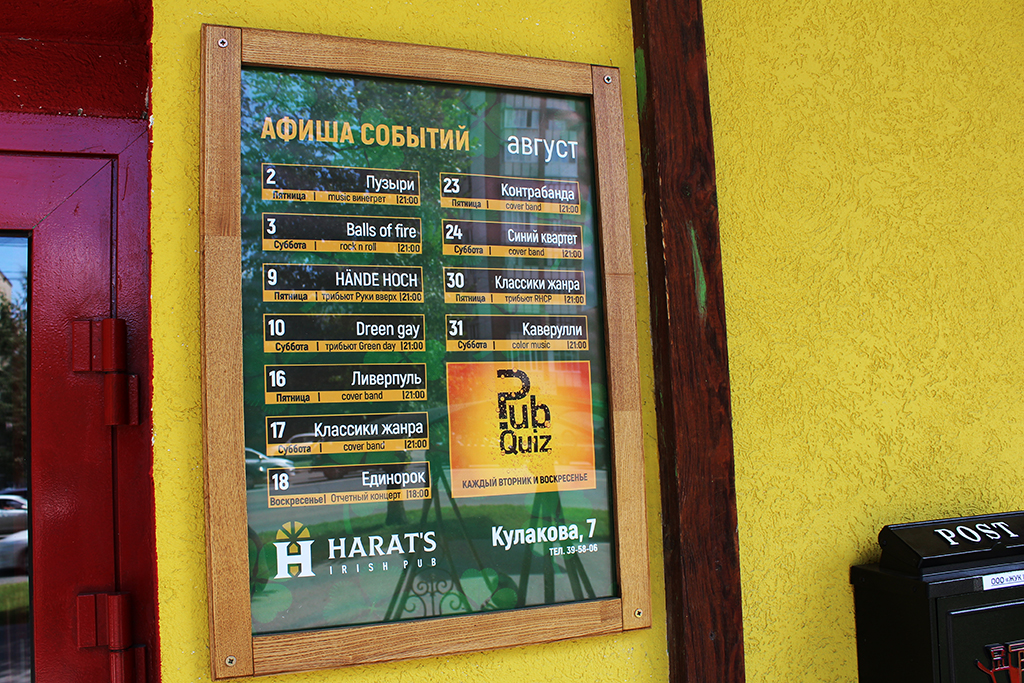 АФИША СОБЫТИЙ
август
2 Пузыри
Пятница | music винегрет | 21:00
3 Balls of fire
Суббота | rock n roll | 21:00
9 HÄNDE HOCH
Пятница | трибьют Руки вверх | 21:00
10 Dreen gay
Суббота | трибьют Green day | 21:00
16 Ливерпуль
Пятница | cover band | 21:00
17 Классики жанра
Суббота | cover band | 21:00
18 Единорок
Воскресенье | Отчетный концерт | 18:00
23 Контрабанда
Пятница | cover band | 21:00
24 Синий квартет
Суббота | cover band | 21:00
30 Классики жанра
Пятница | трибьют RHCP | 21:00
31 Каверулли
Суббота | color music | 21:00
Pub
Quiz
КАЖДЫЙ ВТОРНИК И ВОСКРЕСЕНЬЕ
HARAT'S
IRISH PUB
Кулакова, 7
ТЕЛ. 39-58-06
POST
ООО «ЖУК